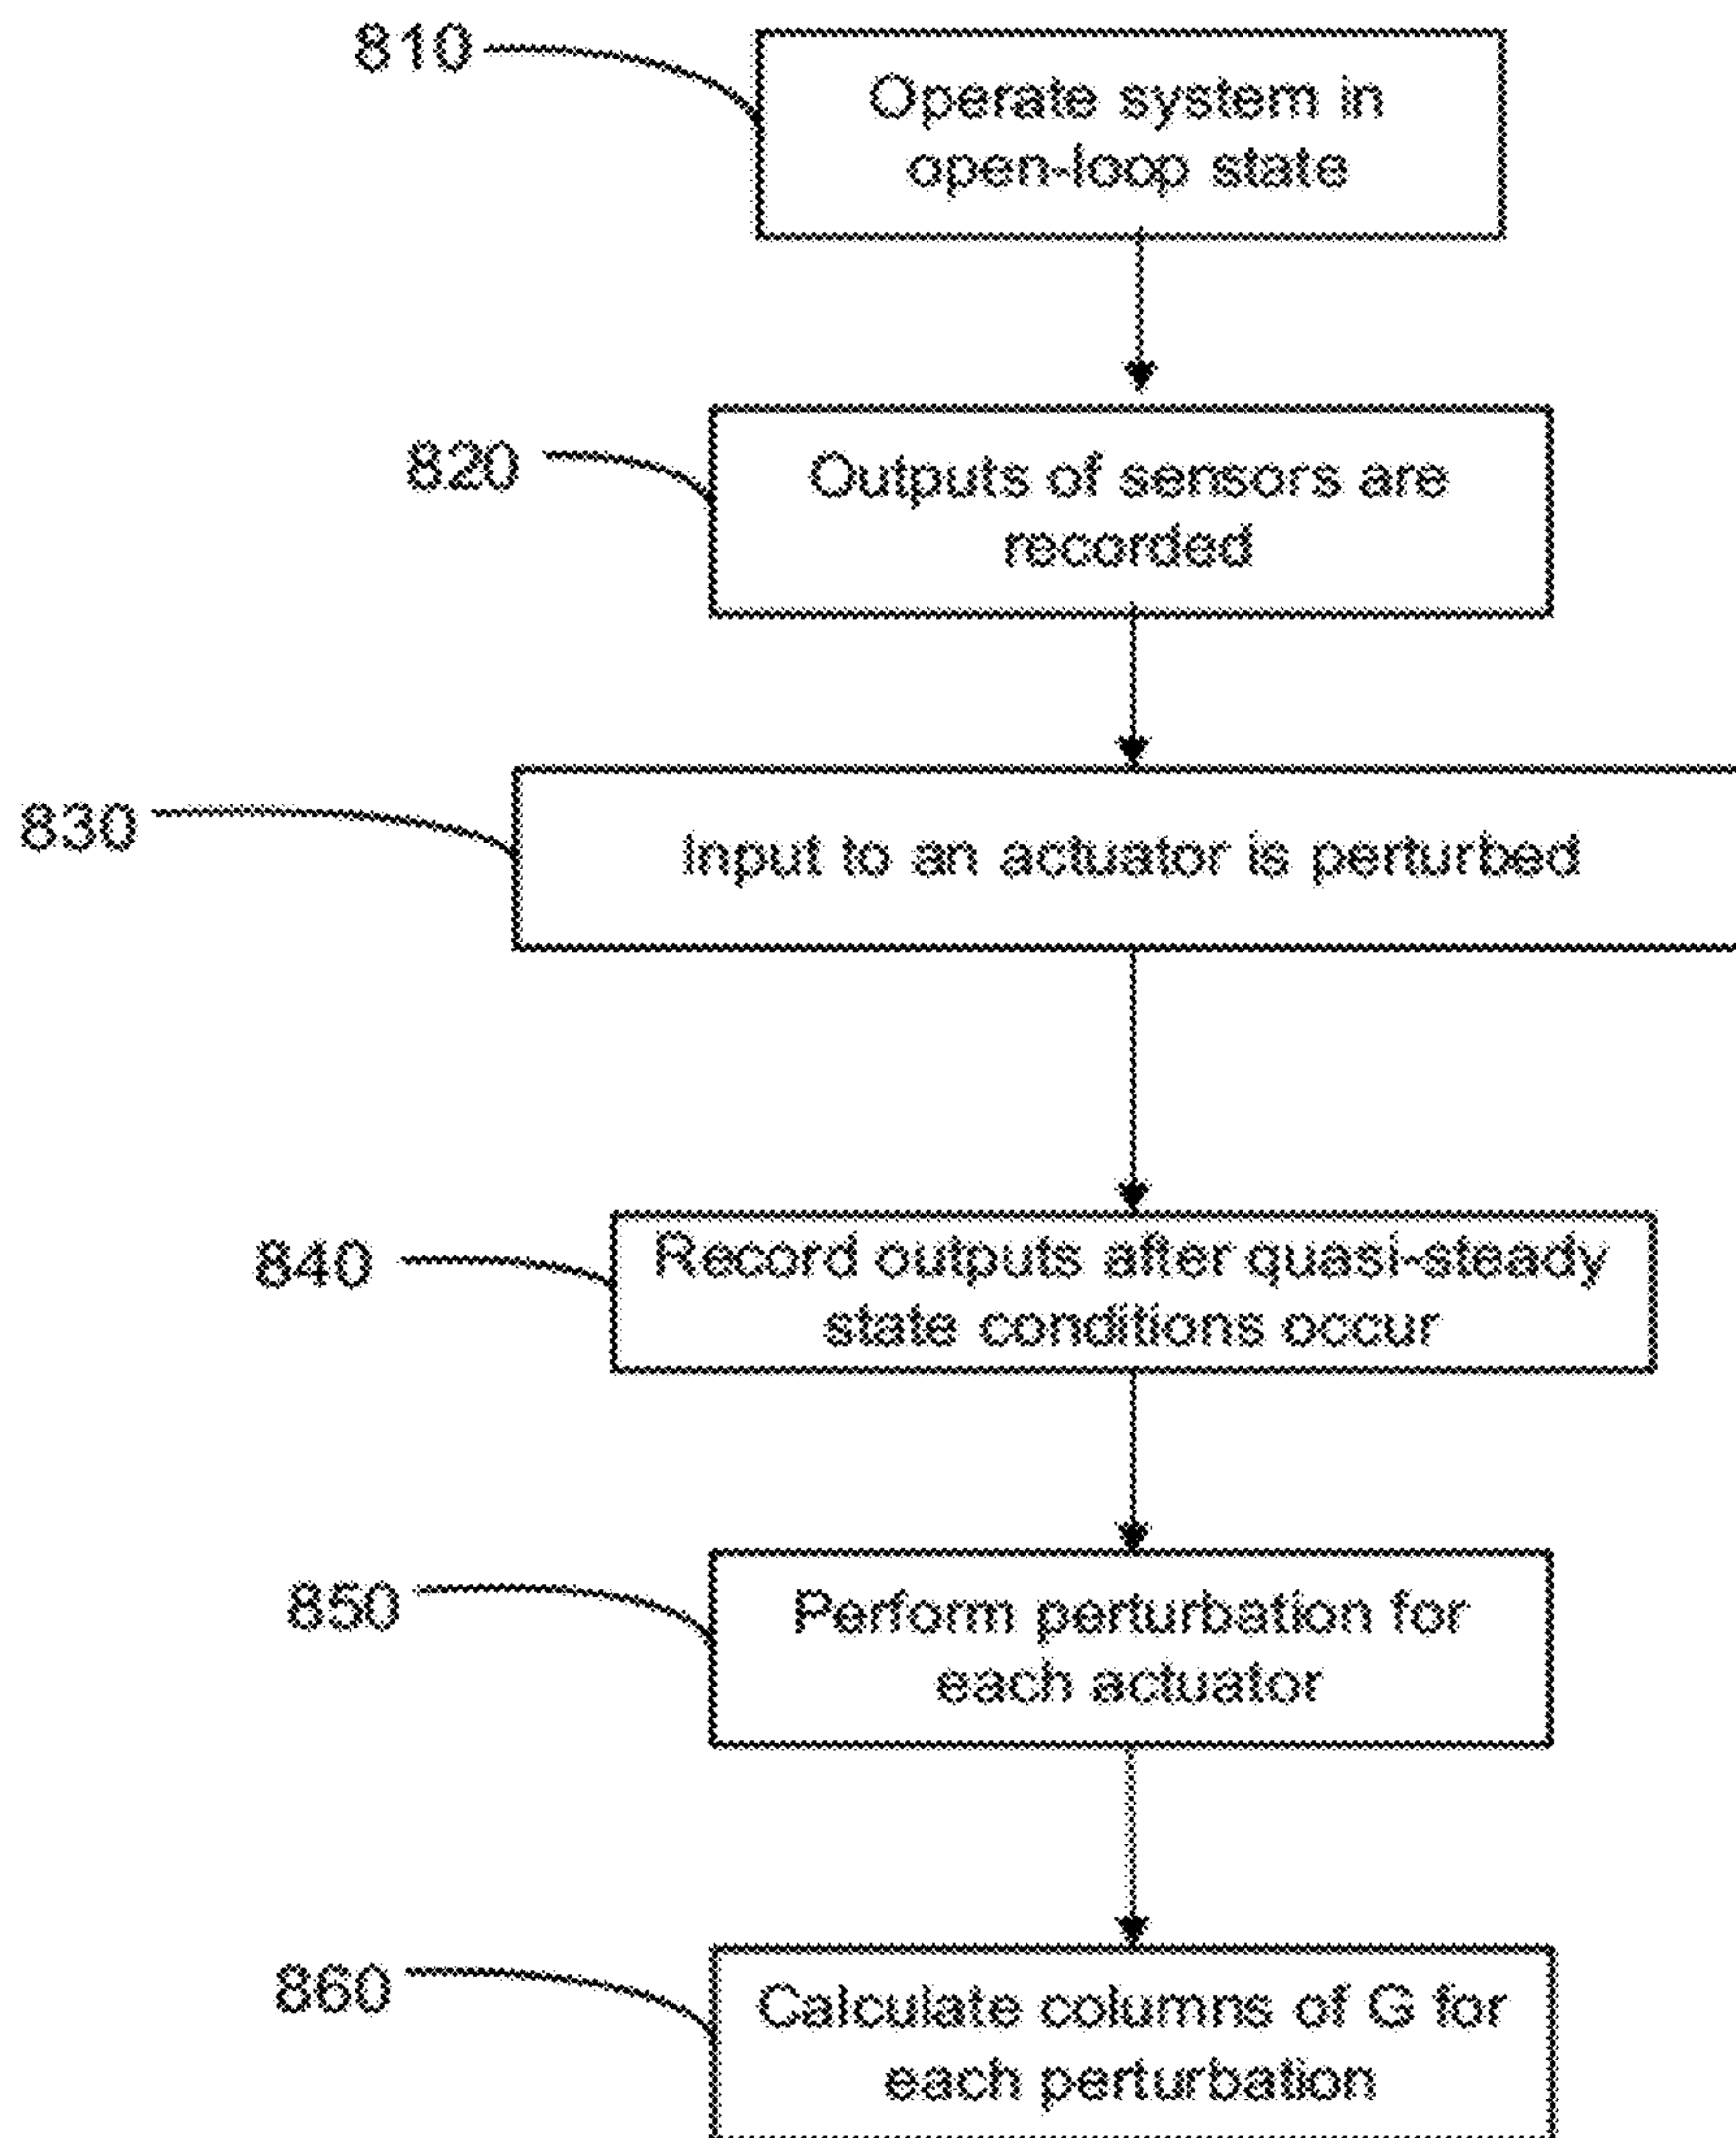 810
Operate system in
open-loop state
820
Outputs of sensors are
recorded
830
Input to an actuator is perturbed
840
Record outputs after quasi-steady
state conditions occur
850
Perform perturbation for
each actuator
860
Calculate columns of G for
each perturbation